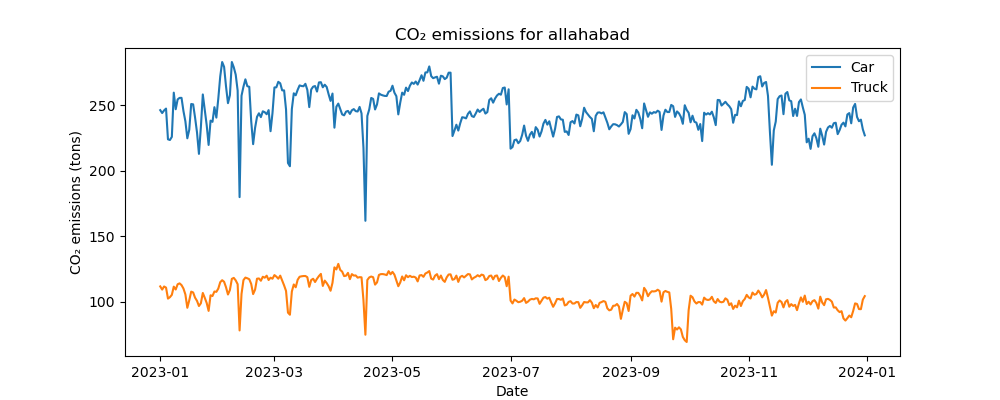 CO₂ emissions for allahabad
Car
Truck
CO₂ emissions (tons)
250
200
150
100
2023-01
2023-03
2023-05
2023-07
2023-09
2023-11
2024-01
Date